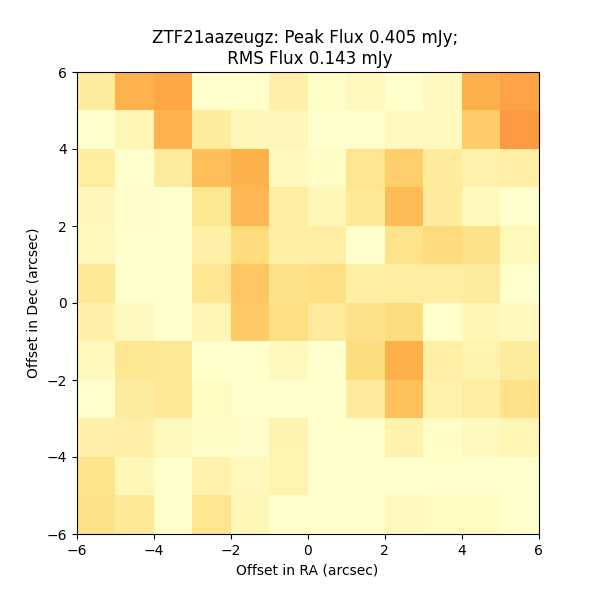 ZTF21aazeugz: Peak Flux 0.405 mJy;
RMS Flux 0.143 mJy
6
4
2
0
−2
−4
−6
Offset in Dec (arcsec)
−6 −4 −2 0 2 4 6
Offset in RA (arcsec)